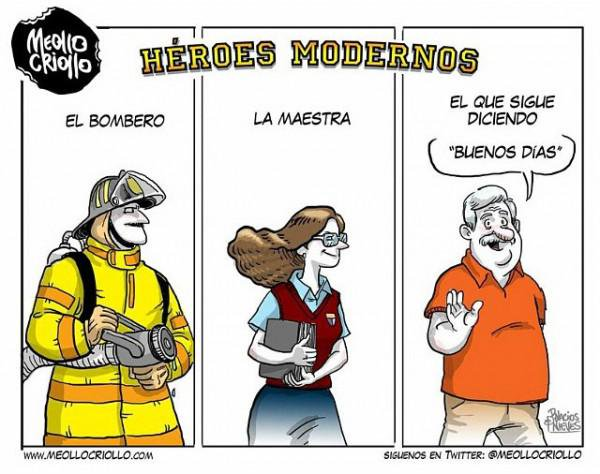 MEOLLO
CRIOLLO
HÉROES MODERNOS
EL BOMBERO
LA MAESTRA
EL QUE SIGUE
DICIENDO
"BUENOS DÍAS"
PALACIOS
& NIEVES
WWW.MEOLLOCRIOLLO.COM
SIGUENOS EN TWITTER: @MEOLLOCRIOLLO